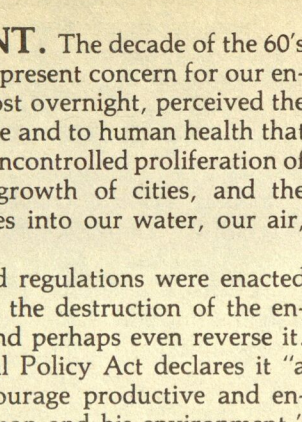 NT. The decade of the 60's
present concern for our en-
ost overnight, perceived the
e and to human health that
ncontrolled proliferation of
growth of cities, and the
es into our water, our air,
d regulations were enacted
the destruction of the en-
nd perhaps even reverse it.
l Policy Act declares it "a
ourage productive and en-